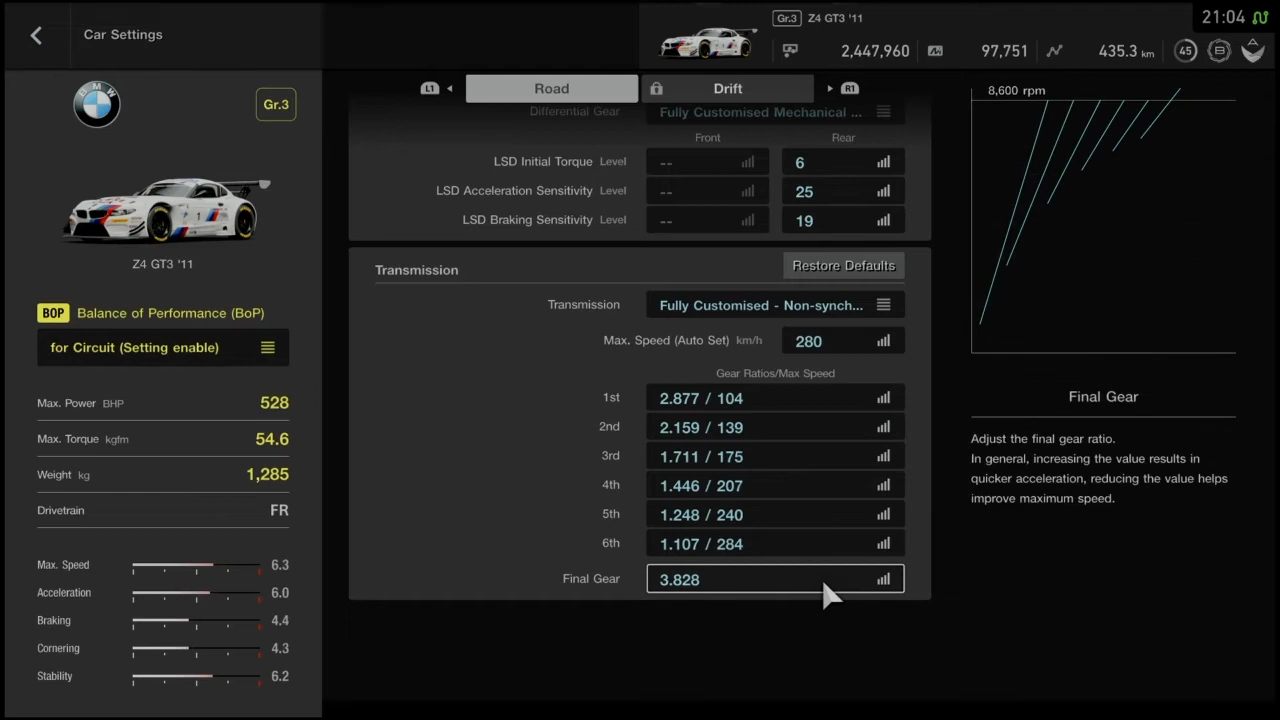 Car Settings
Gr.3 Z4 GT3 '11
21:04
2,447,960
97,751
435.3 km
45
B
L1
Road
Drift
R1
BMW
Gr.3
Z4 GT3 '11
BOP Balance of Performance (BoP)
for Circuit (Setting enable)
Max. Power BHP 528
Max. Torque kgfm 54.6
Weight kg 1,285
Drivetrain FR
Max. Speed 6.3
Acceleration 6.0
Braking 4.4
Cornering 4.3
Stability 6.2
Differential Gear Fully Customised Mechanical ...
Front Rear
LSD Initial Torque Level -- 6
LSD Acceleration Sensitivity Level -- 25
LSD Braking Sensitivity Level -- 19
Transmission Restore Defaults
Transmission Fully Customised - Non-synch...
Max. Speed (Auto Set) km/h 280
Gear Ratios/Max Speed
1st 2.877 / 104
2nd 2.159 / 139
3rd 1.711 / 175
4th 1.446 / 207
5th 1.248 / 240
6th 1.107 / 284
Final Gear 3.828
8,600 rpm
Final Gear
Adjust the final gear ratio.
In general, increasing the value results in
quicker acceleration, reducing the value helps
improve maximum speed.